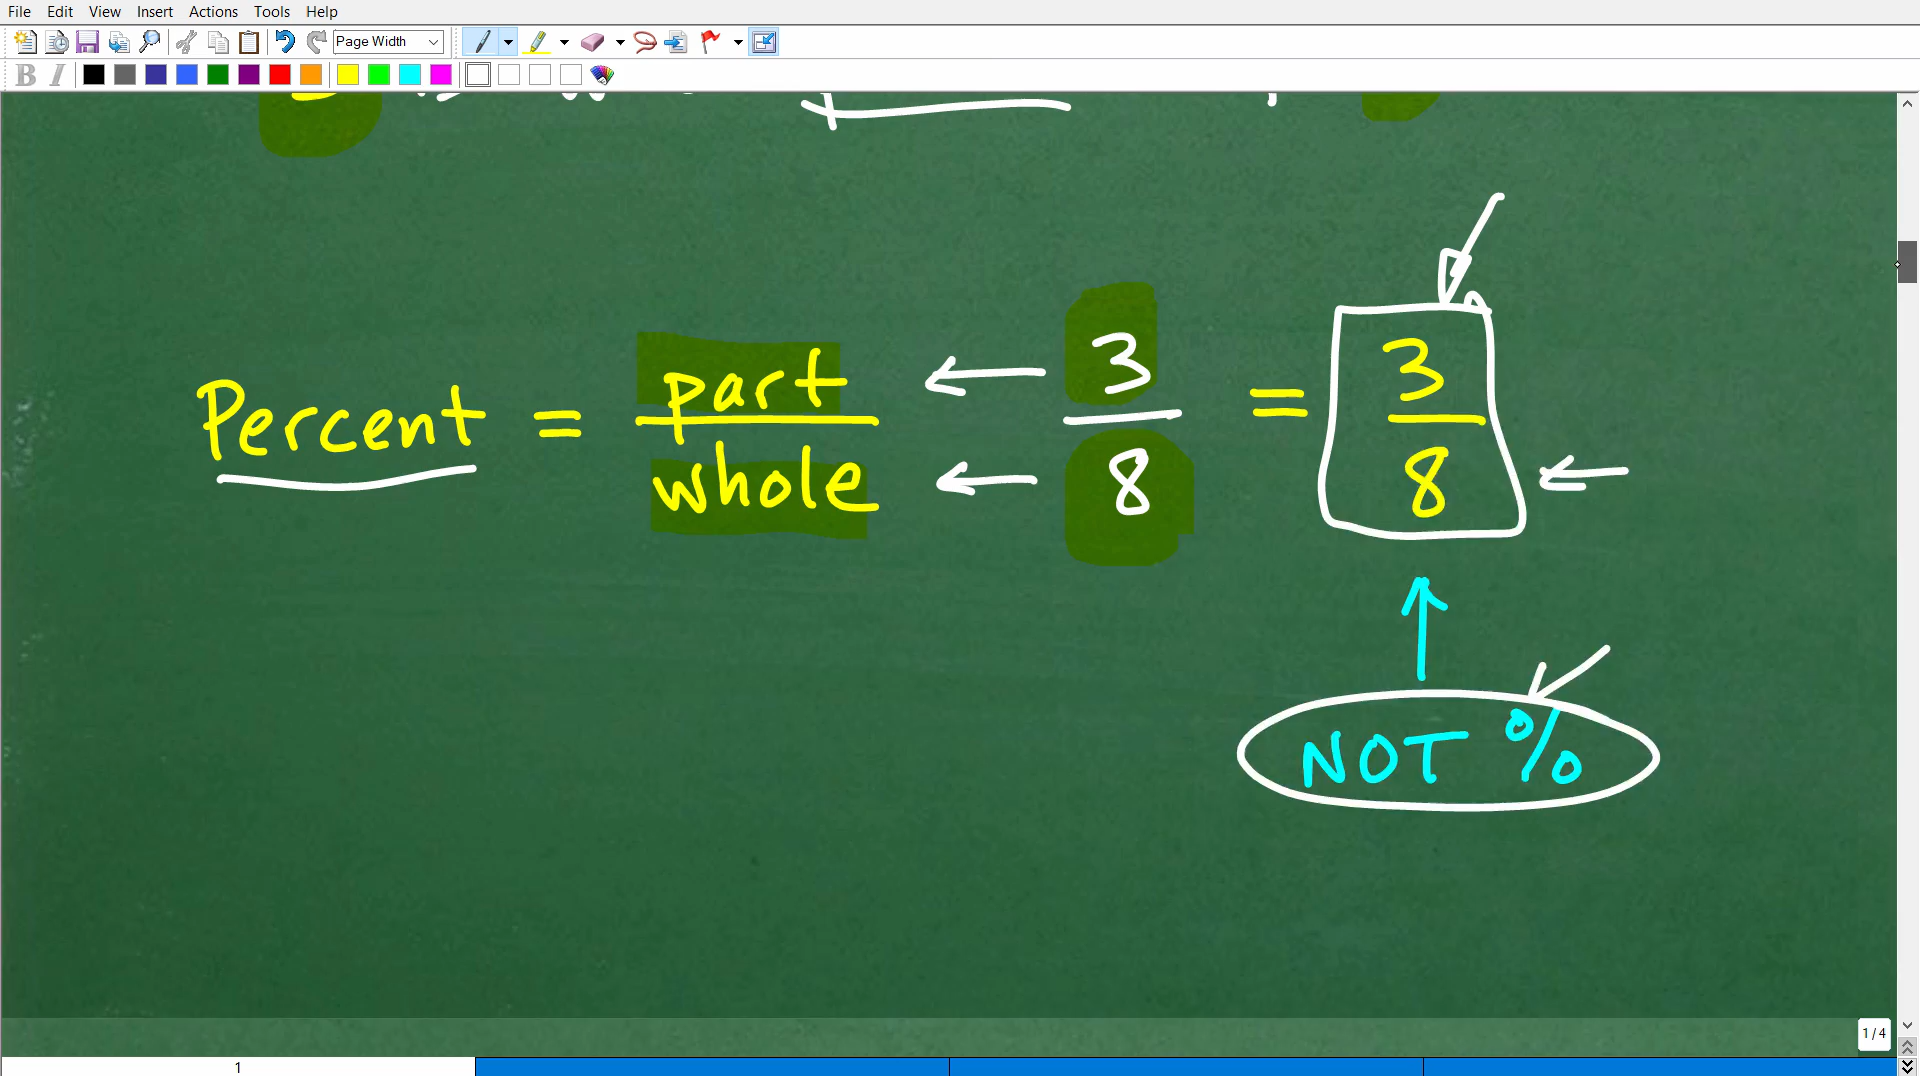 File Edit View Insert Actions Tools Help
Page Width
B I
Percent = part/whole ← 3/8 = 3/8
NOT %
1 / 4
1